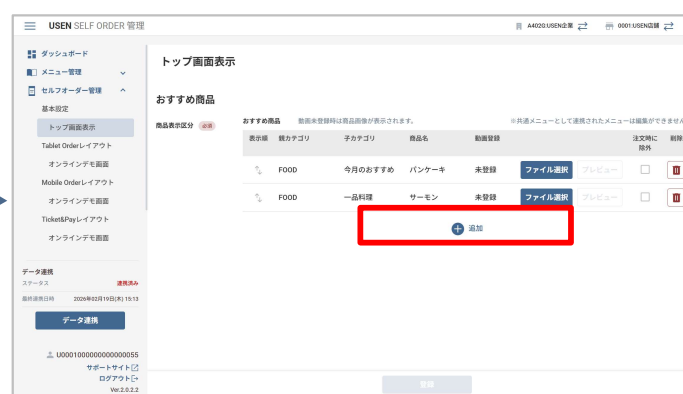 USEN SELF ORDER 管理
A402G:USEN企業
0001:USEN店舗
ダッシュボード
メニュー管理
セルフオーダー管理
基本設定
トップ画面表示
Tablet Orderレイアウト
オンラインデモ画面
Mobile Orderレイアウト
オンラインデモ画面
Ticket&Payレイアウト
オンラインデモ画面
データ連携
ステータス 連携済み
最終連携日時 2026年02月19日(木) 15:13
データ連携
U0001000000000000055
サポートサイト
ログアウト
Ver.2.0.2.2
トップ画面表示
おすすめ商品
商品表示区分 必須
おすすめ商品 動画未登録時は商品画像が表示されます。 ※共通メニューとして連携されたメニューは編集ができません
表示順 親カテゴリ 子カテゴリ 商品名 動画登録 注文時に除外 削除
FOOD 今月のおすすめ パンケーキ 未登録 ファイル選択 プレビュー
FOOD 一品料理 サーモン 未登録 ファイル選択 プレビュー
追加
登録